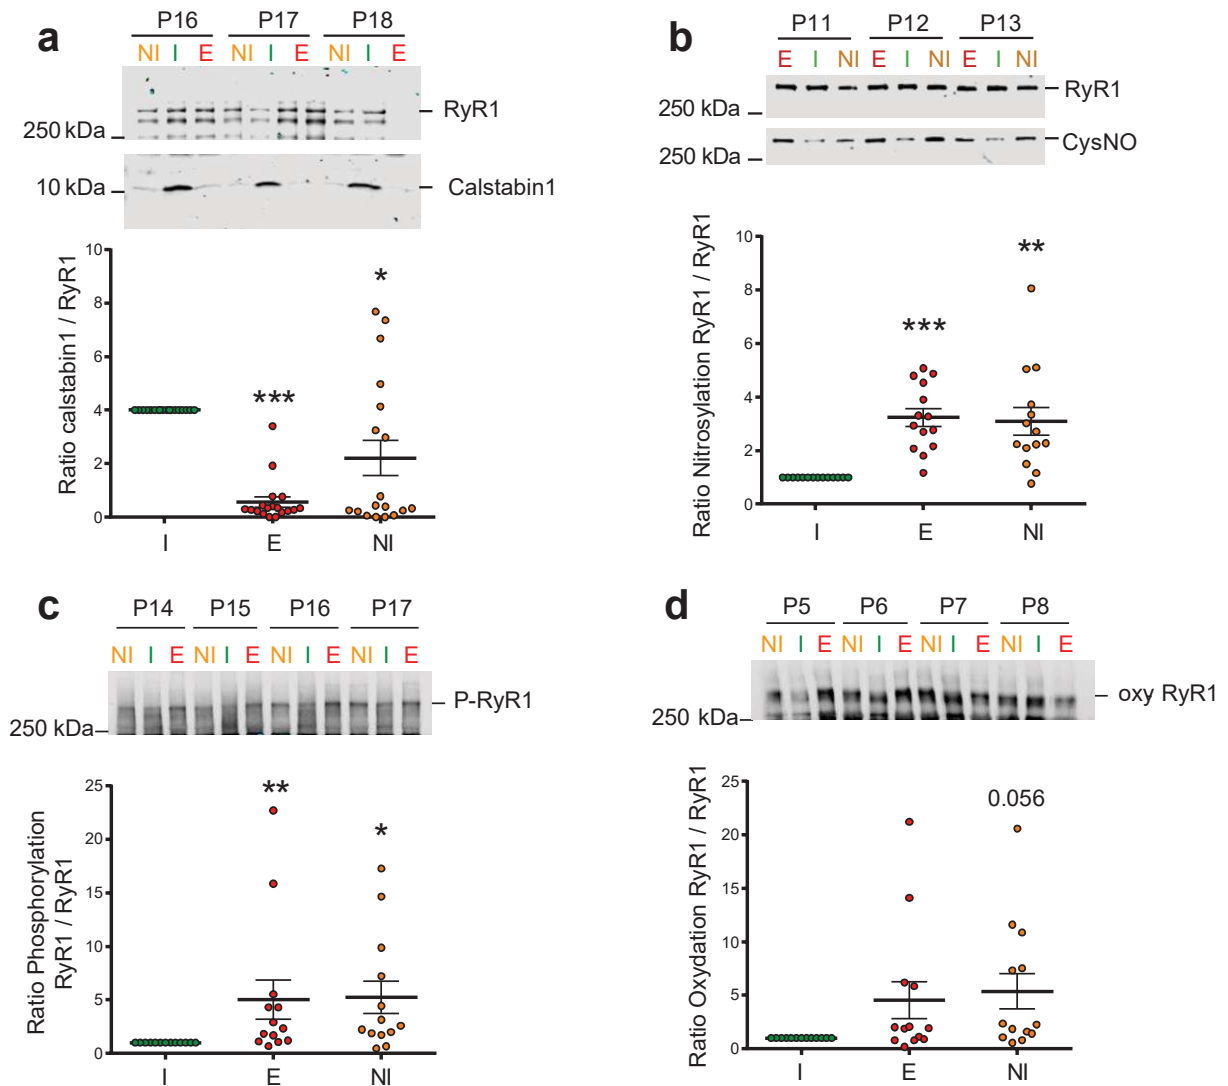 a
P16 P17 P18
NI I E NI I E NI I E
RyR1
250 kDa
10 kDa
Calstabin1
Ratio calstabin1 / RyR1
10
8
6
4
2
0
***
*
I E NI
b
P11 P12 P13
E I NI E I NI E I NI
RyR1
250 kDa
CysNO
250 kDa
Ratio Nitrosylation RyR1 / RyR1
10
8
6
4
2
0
***
**
I E NI
c
P14 P15 P16 P17
NI I E NI I E NI I E NI I E
P-RyR1
250 kDa
Ratio Phosphorylation
RyR1 / RyR1
25
20
15
10
5
0
**
*
I E NI
d
P5 P6 P7 P8
NI I E NI I E NI I E NI I E
oxy RyR1
250 kDa
Ratio Oxydation RyR1 / RyR1
25
20
15
10
5
0
0.056
I E NI